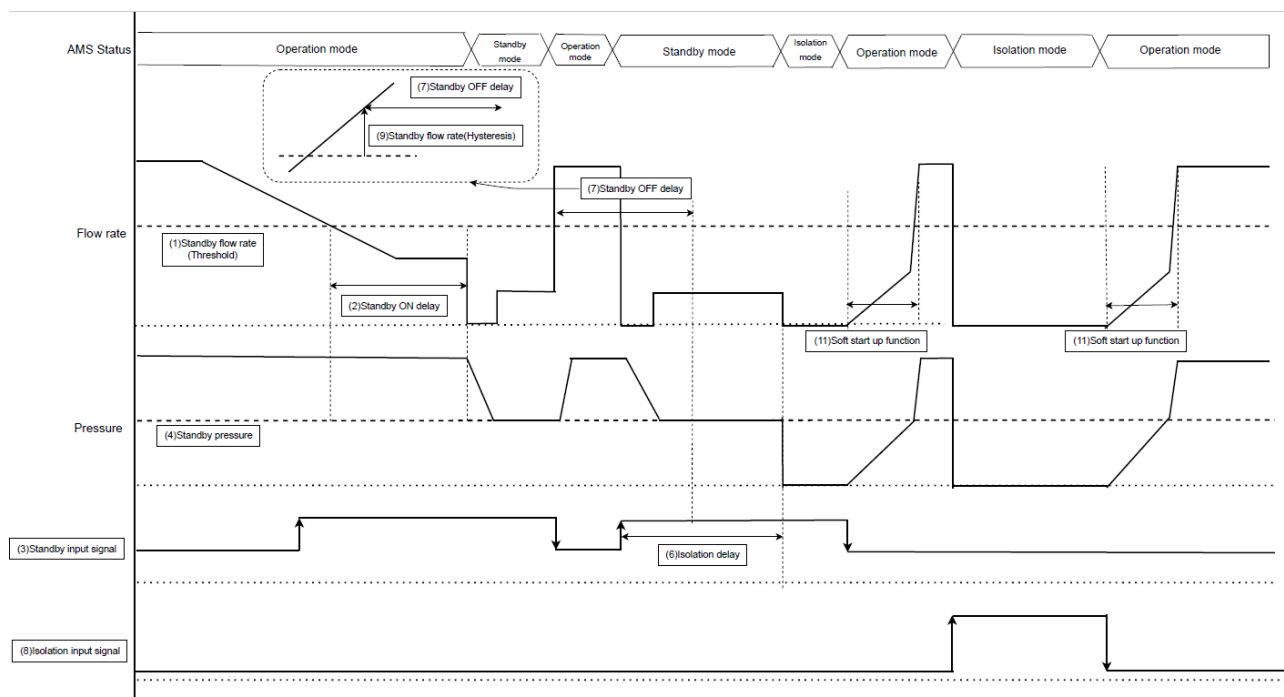 AMS Status
Operation mode
Standby
mode
Operation
mode
Standby mode
Isolation
mode
Operation mode
Isolation mode
Operation mode
(7)Standby OFF delay
(9)Standby flow rate(Hysteresis)
(7)Standby OFF delay
Flow rate
(1)Standby flow rate
(Threshold)
(2)Standby ON delay
(11)Soft start up function
(11)Soft start up function
Pressure
(4)Standby pressure
(3)Standby input signal
(6)Isolation delay
(8)Isolation input signal